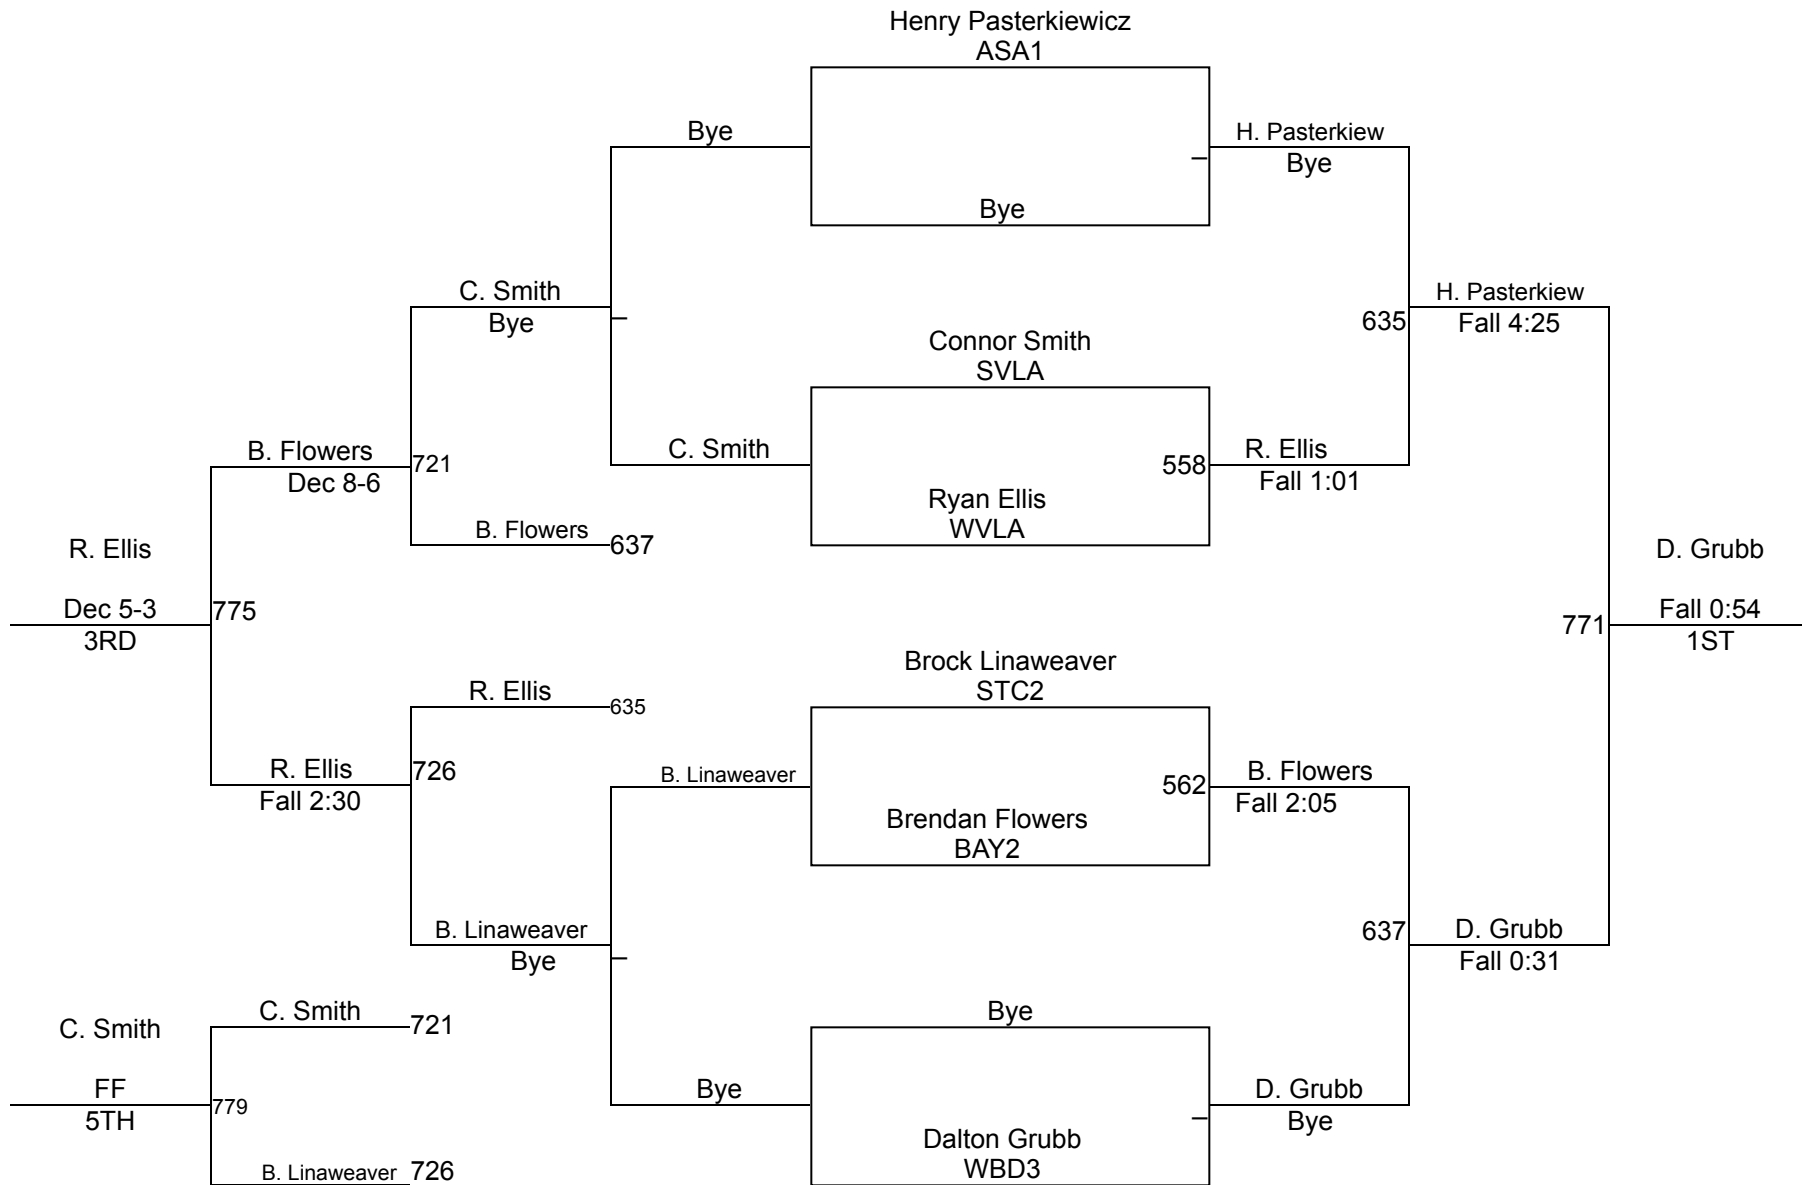 Henry Pasterkiewicz
ASA1
Bye
H. Pasterkiew
Bye
Bye
C. Smith
Bye
H. Pasterkiew
Fall 4:25
635
Connor Smith
SVLA
B. Flowers
Dec 8-6
721
C. Smith
558
R. Ellis
Fall 1:01
Ryan Ellis
WVLA
B. Flowers
637
R. Ellis
Dec 5-3
3RD
775
D. Grubb
Fall 0:54
1ST
771
Brock Linaweaver
STC2
R. Ellis
635
R. Ellis
Fall 2:30
726
B. Linaweaver
562
B. Flowers
Fall 2:05
Brendan Flowers
BAY2
B. Linaweaver
Bye
637
D. Grubb
Fall 0:31
C. Smith
FF
5TH
C. Smith
721
779
B. Linaweaver
726
Bye
Bye
D. Grubb
Bye
Dalton Grubb
WBD3